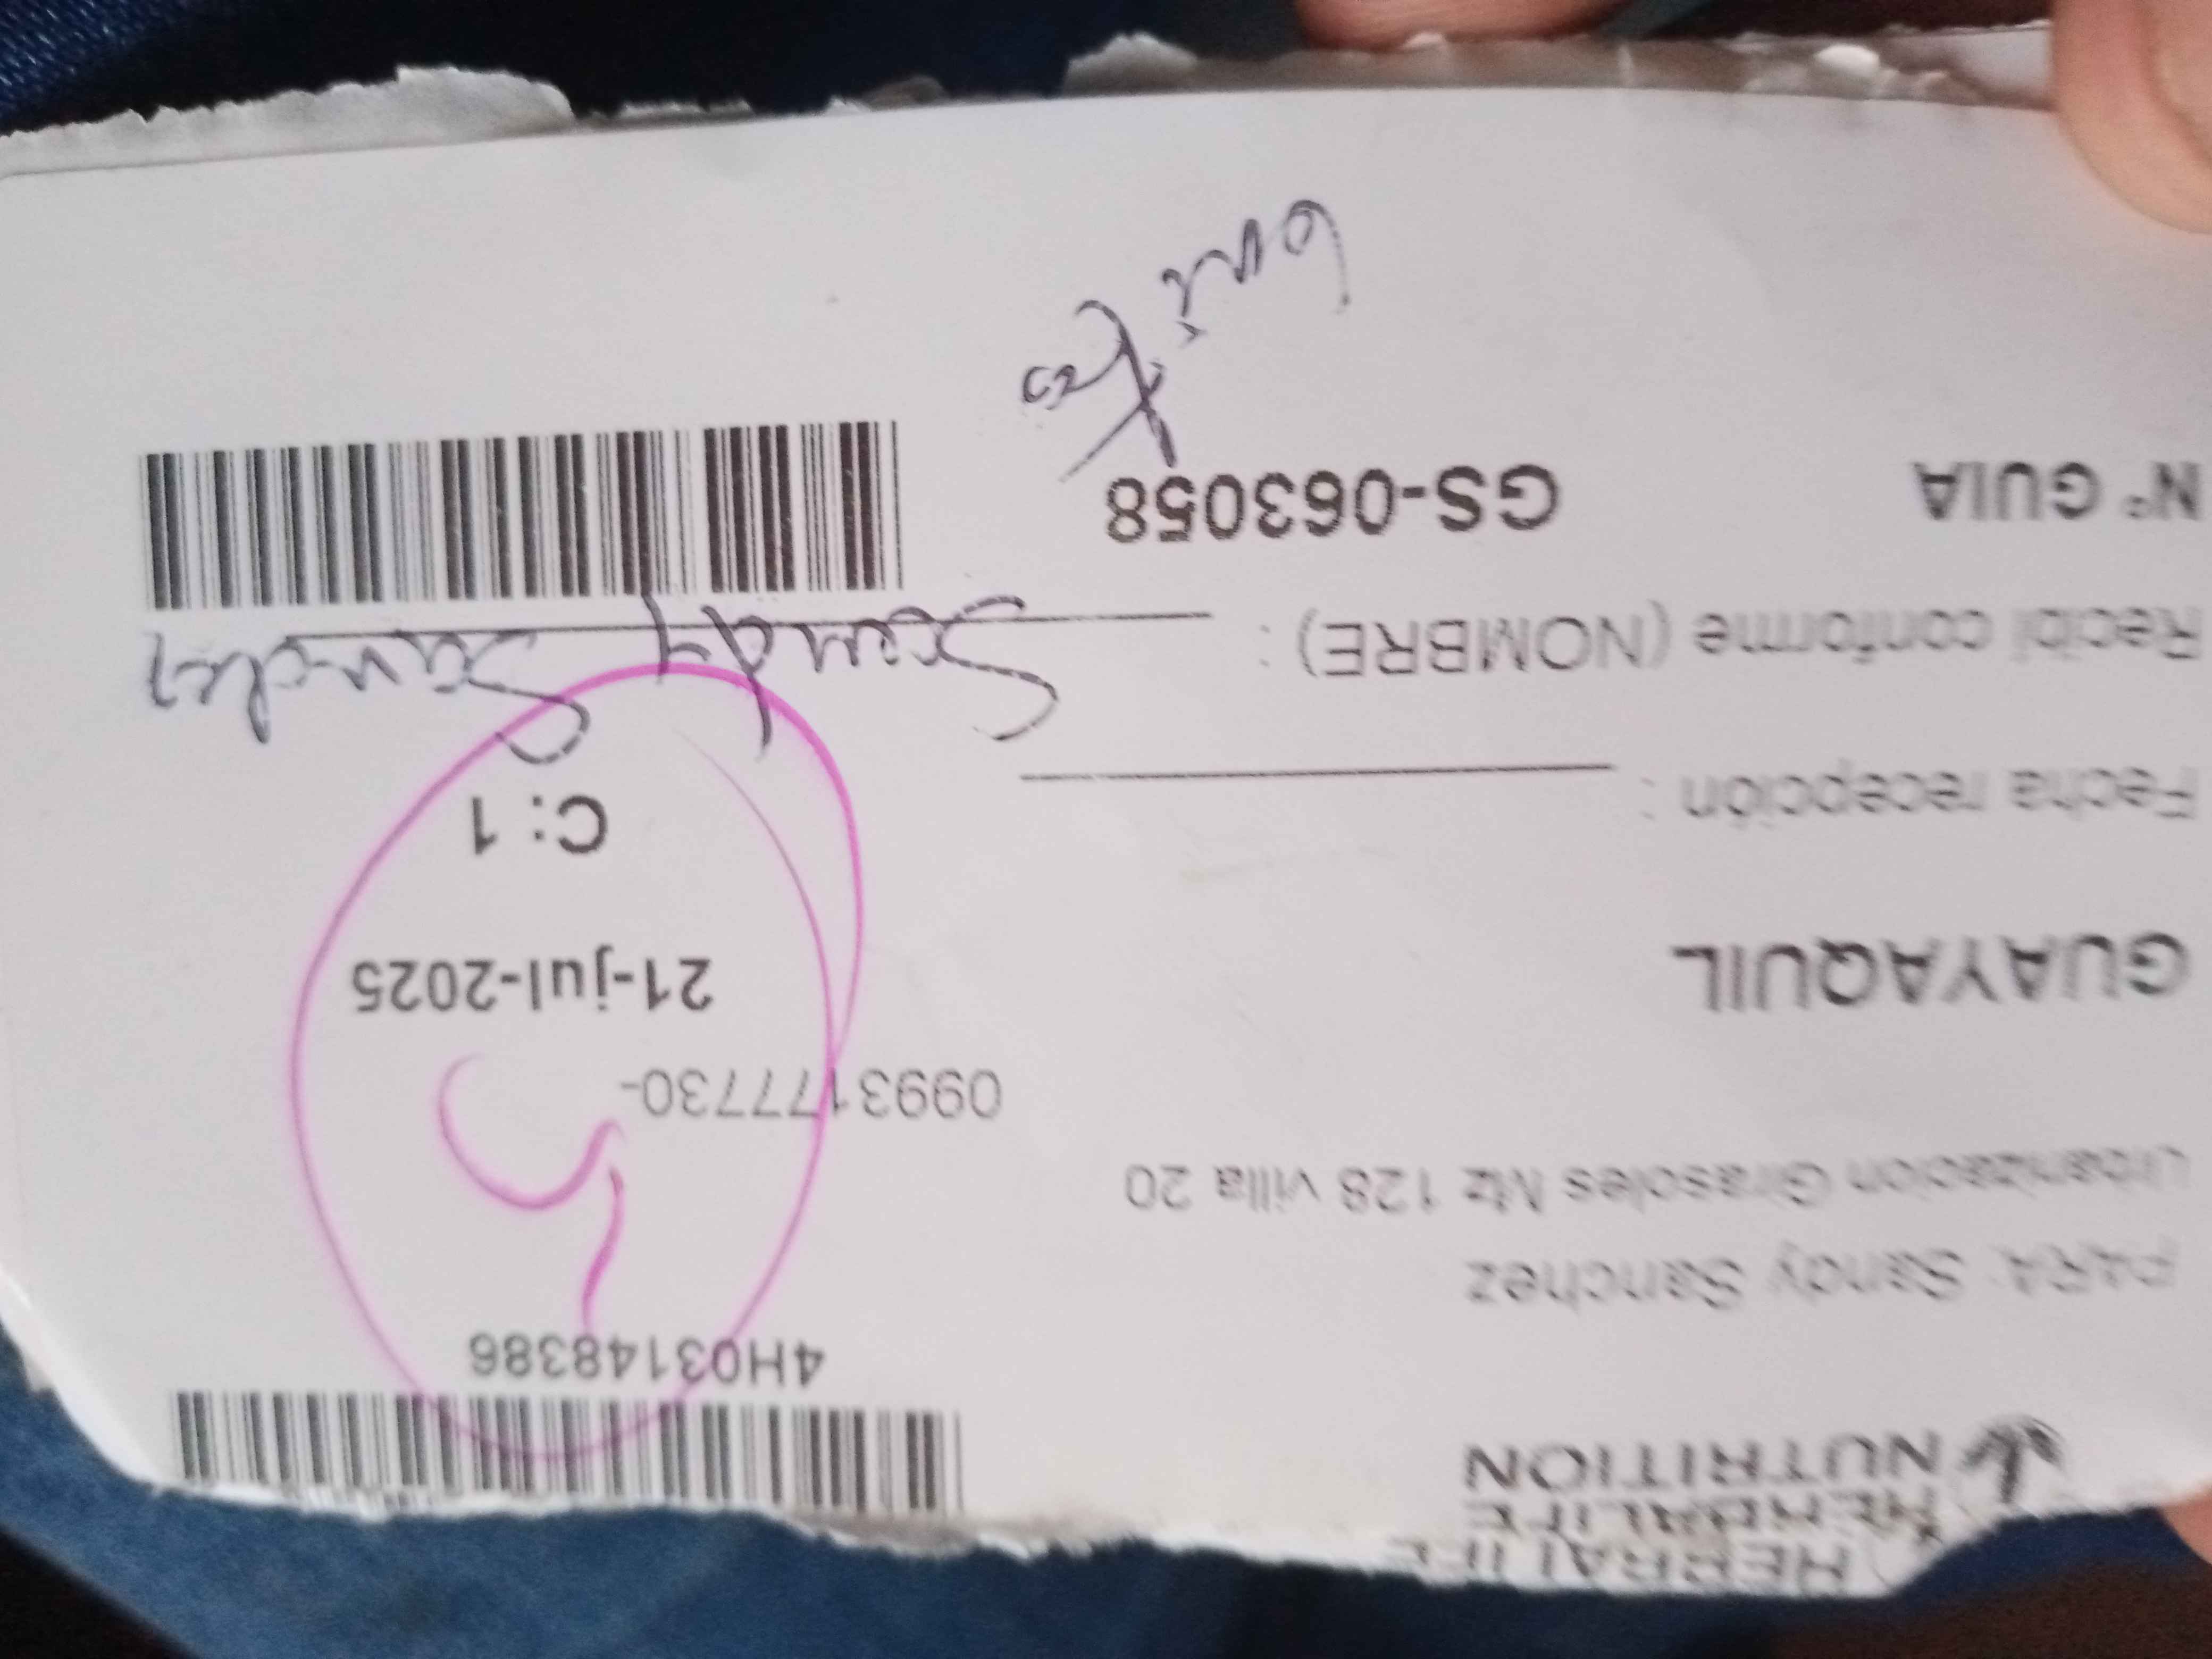 HERBALIFE
HERBALIFE
NUTRITION
4H03148386
PARA: Sandy Sanchez
Urbanizacion Girasoles Mz 128 villa 20
0993177730-
GUAYAQUIL
21-jul-2025
Fecha recepción :
C: 1
Recibí conforme (NOMBRE) :
Sandy Sanchez
N° GUIA
GS-063058